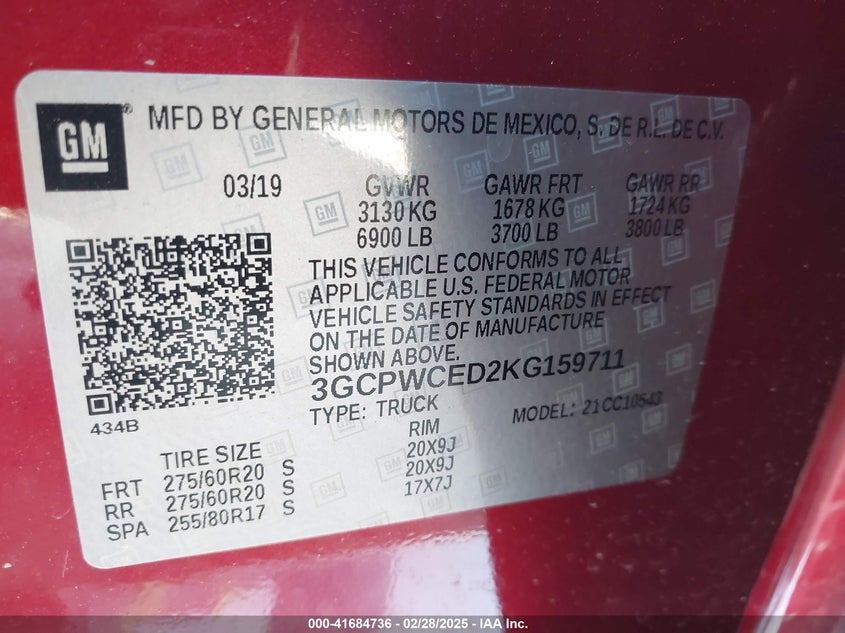 GM® MFD BY GENERAL MOTORS DE MEXICO, S. DE R.L. DE C.V.
03/19 GVWR GAWR FRT GAWR RR
3130 KG 1678 KG 1724 KG
6900 LB 3700 LB 3800 LB
THIS VEHICLE CONFORMS TO ALL
APPLICABLE U.S. FEDERAL MOTOR
VEHICLE SAFETY STANDARDS IN EFFECT
ON THE DATE OF MANUFACTURE
SHOWN ABOVE.
3GCPWCED2KG159711
434B TYPE: TRUCK MODEL: 21CC10543
TIRE SIZE RIM
FRT 275/60R20 S 20X9J
RR 275/60R20 S 20X9J
SPA 255/80R17 S 17X7J
000-41684736 - 02/28/2025 - IAA Inc.